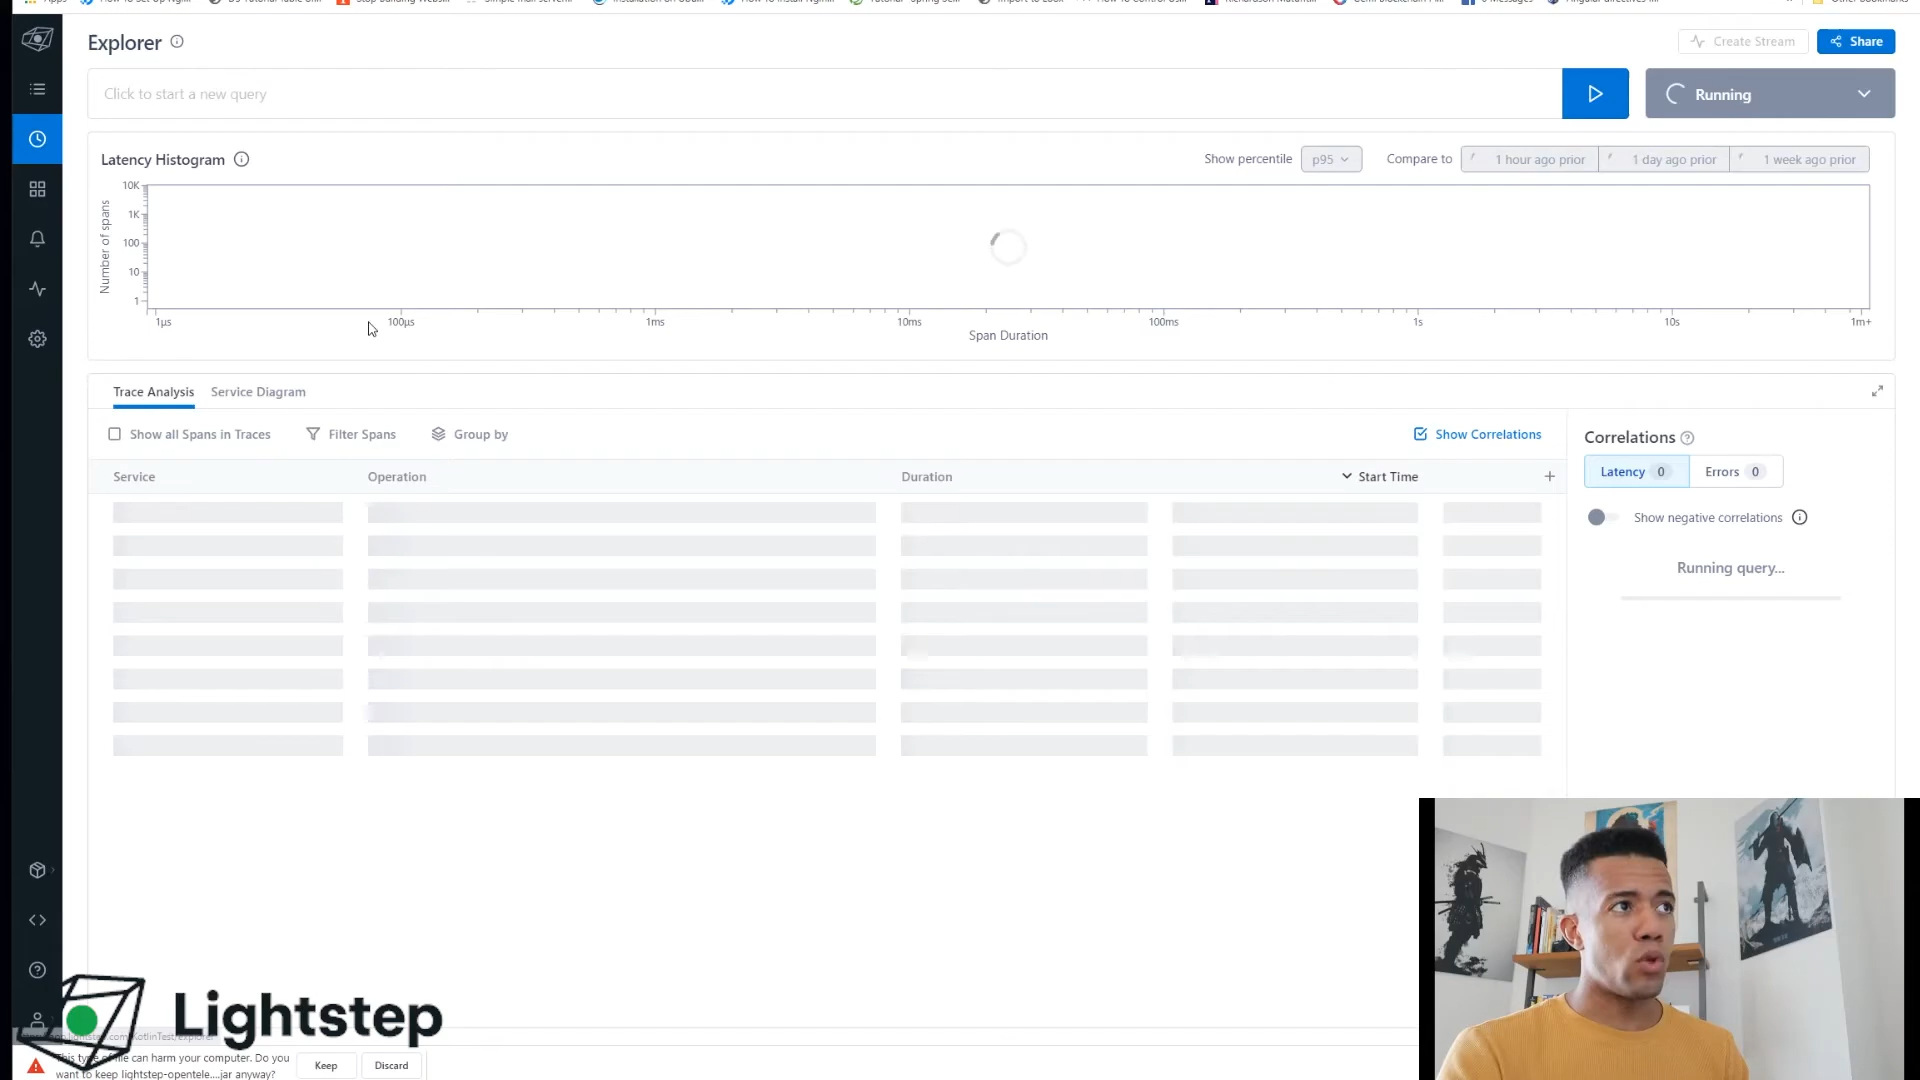 Explorer
Create Stream
Share
Click to start a new query
Running
Latency Histogram
Show percentile
p95
Compare to
1 hour ago prior
1 day ago prior
1 week ago prior
Number of spans
10K
1K
100
10
1
1µs
100µs
1ms
10ms
100ms
1s
10s
1m+
Span Duration
Trace Analysis
Service Diagram
Show all Spans in Traces
Filter Spans
Group by
Show Correlations
Service
Operation
Duration
Start Time
Correlations
Latency 0
Errors 0
Show negative correlations
Running query...
Lightstep
This type of file can harm your computer. Do you
want to keep lightstep-opentele....jar anyway?
Keep
Discard